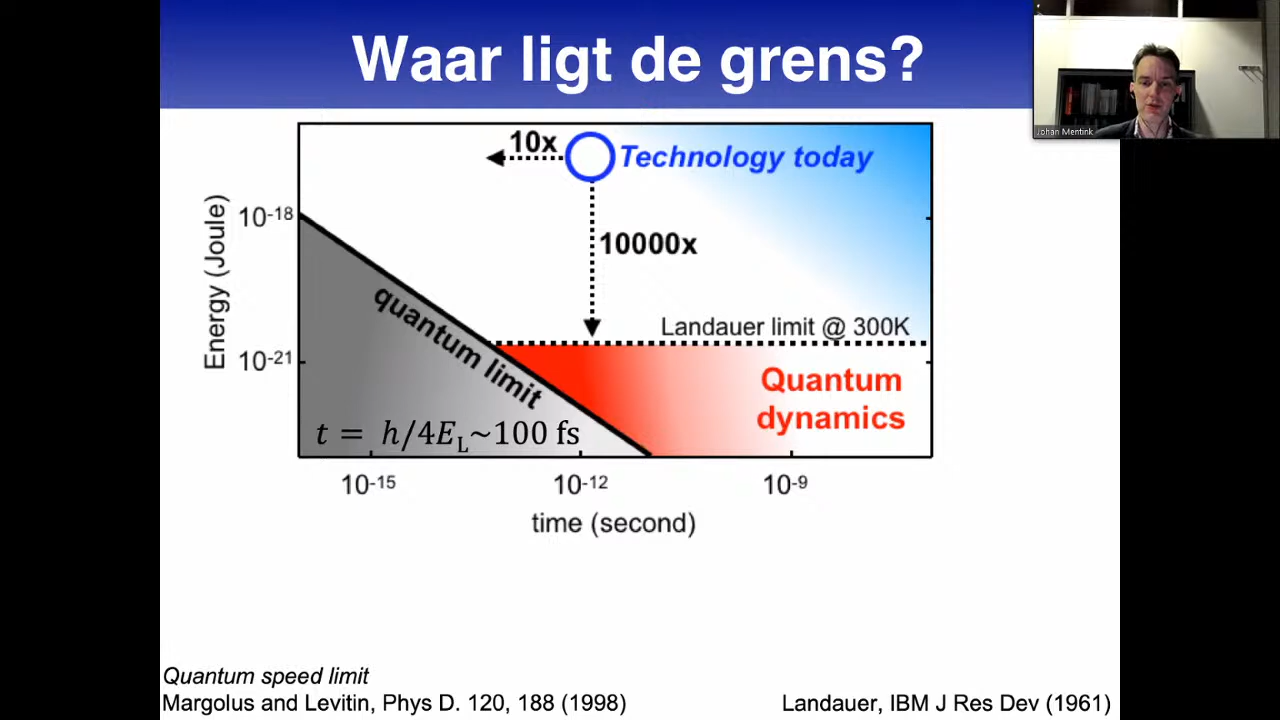 Waar ligt de grens?
Johan Mentink
10x
Technology today
10000x
Energy (Joule)
10-18
10-21
quantum limit
Landauer limit @ 300K
Quantum
dynamics
t = h/4EL~100 fs
10-15
10-12
10-9
time (second)
Quantum speed limit
Margolus and Levitin, Phys D. 120, 188 (1998)
Landauer, IBM J Res Dev (1961)